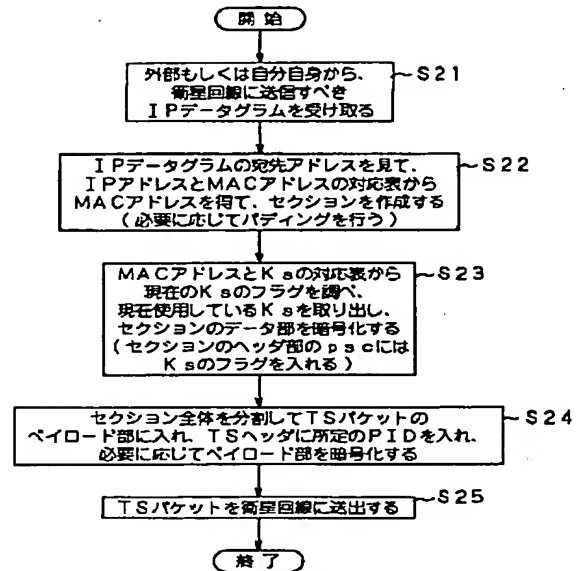 開始
外部もしくは自分自身から、
衛星回線に送信すべき
IPデータグラムを受け取る
S21
IPデータグラムの宛先アドレスを見て、
IPアドレスとMACアドレスの対応表から
MACアドレスを得て、セクションを作成する
(必要に応じてパディングを行う)
S22
MACアドレスとKsの対応表から
現在のKsのフラグを調べ、
現在使用しているKsを取り出し、
セクションのデータ部を暗号化する
(セクションのヘッダ部のpscには
Ksのフラグを入れる)
S23
セクション全体を分割してTSパケットの
ペイロード部に入れ、TSヘッダに所定のPIDを入れ、
必要に応じてペイロード部を暗号化する
S24
TSパケットを衛星回線に送出する
S25
終了